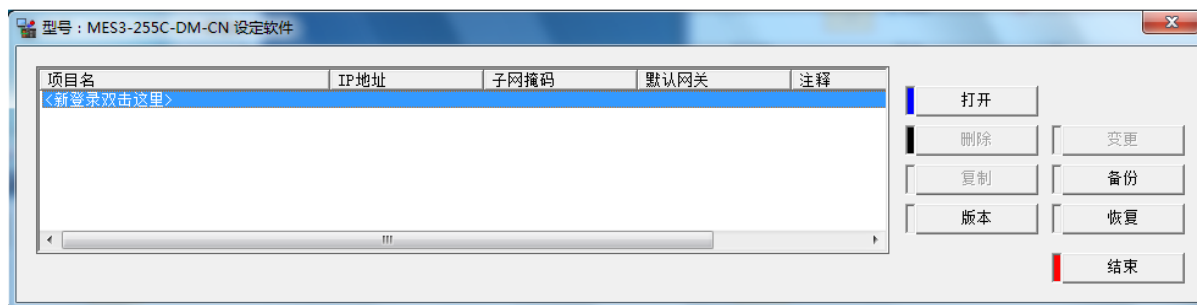 型号：MES3-255C-DM-CN 设定软件
项目名 IP地址 子网掩码 默认网关 注释
<新登录双击这里>
打开
删除 变更
复制 备份
版本 恢复
结束